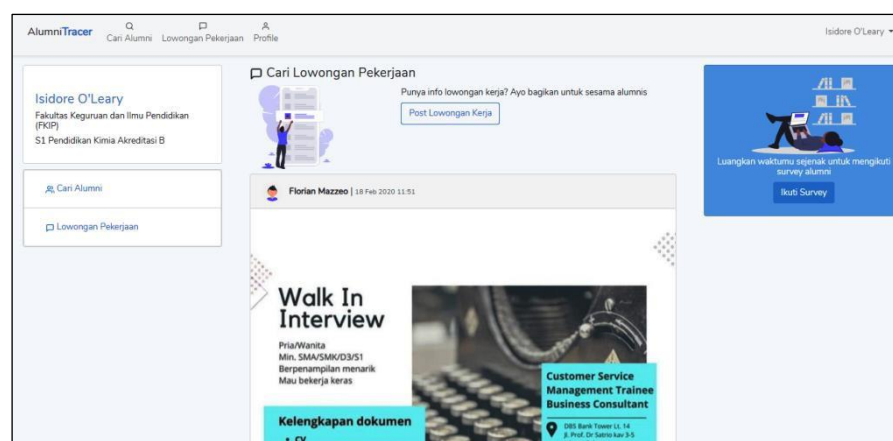 AlumniTracer
Cari Alumni
Lowongan Pekerjaan
Profile
Isidore O'Leary
Isidore O'Leary
Fakultas Keguruan dan Ilmu Pendidikan
(FKIP)
S1 Pendidikan Kimia Akreditasi B
Cari Alumni
Lowongan Pekerjaan
Cari Lowongan Pekerjaan
Punya info lowongan kerja? Ayo bagikan untuk sesama alumnis
Post Lowongan Kerja
Florian Mazzeo | 18 Feb 2020 11:51
Walk In
Interview
Pria/Wanita
Min. SMA/SMK/D3/S1
Berpenampilan menarik
Mau bekerja keras
Kelengkapan dokumen
• CV
Customer Service
Management Trainee
Business Consultant
DBS Bank Tower Lt. 14
Jl. Prof. Dr Satrio kav 3-5
Luangkan waktumu sejenak untuk mengikuti
survey alumni
Ikuti Survey